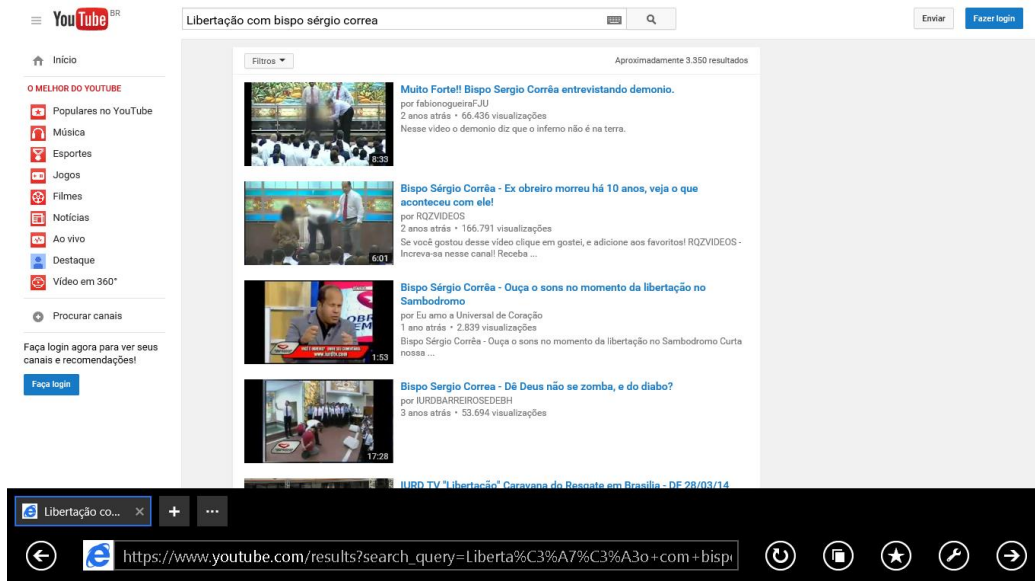 YouTube BR
Libertação com bispo sérgio correa
Enviar
Fazer login
Início
O MELHOR DO YOUTUBE
Populares no YouTube
Música
Esportes
Jogos
Filmes
Notícias
Ao vivo
Destaque
Vídeo em 360°
Procurar canais
Faça login agora para ver seus
canais e recomendações!
Faça login
Filtros
Aproximadamente 3.350 resultados
Muito Forte!! Bispo Sergio Corrêa entrevistando demonio.
por fabionogueiraFJU
2 anos atrás • 66.436 visualizações
Nesse video o demonio diz que o inferno não é na terra.
8:33
Bispo Sérgio Corrêa - Ex obreiro morreu há 10 anos, veja o que
aconteceu com ele!
por RQZVIDEOS
2 anos atrás • 166.791 visualizações
Se você gostou desse vídeo clique em gostei, e adicione aos favoritos! RQZVIDEOS -
Increva-sa nesse canal! Receba ...
6:01
Bispo Sérgio Corrêa - Ouça o sons no momento da libertação no
Sambodromo
por Eu amo a Universal de Coração
1 ano atrás • 2.839 visualizações
Bispo Sérgio Corrêa - Ouça o sons no momento da libertação no Sambodromo Curta
nossa ...
1:53
Bispo Sergio Correa - Dê Deus não se zomba, e do diabo?
por IURDBARREIROSEDEBH
3 anos atrás • 53.694 visualizações
17:28
IURD TV "Libertação" Caravana do Resgate em Brasilia - DF 28/03/14
Libertação co...
https://www.youtube.com/results?search_query=Liberta%C3%A7%C3%A3o+com+bisp